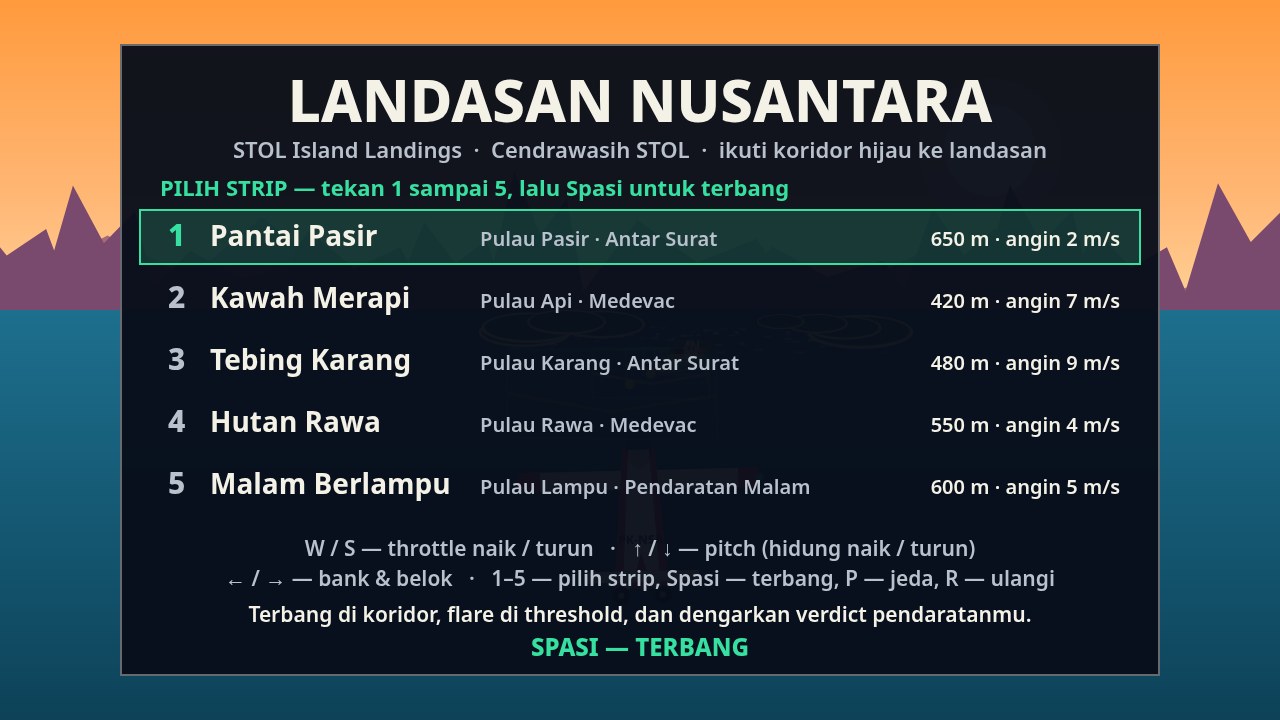 LANDASAN NUSANTARA
STOL Island Landings · Cendrawasih STOL · ikuti koridor hijau ke landasan
PILIH STRIP — tekan 1 sampai 5, lalu Spasi untuk terbang
1 Pantai Pasir Pulau Pasir · Antar Surat 650 m · angin 2 m/s
2 Kawah Merapi Pulau Api · Medevac 420 m · angin 7 m/s
3 Tebing Karang Pulau Karang · Antar Surat 480 m · angin 9 m/s
4 Hutan Rawa Pulau Rawa · Medevac 550 m · angin 4 m/s
5 Malam Berlampu Pulau Lampu · Pendaratan Malam 600 m · angin 5 m/s
W / S — throttle naik / turun · ↑ / ↓ — pitch (hidung naik / turun)
← / → — bank & belok · 1–5 — pilih strip, Spasi — terbang, P — jeda, R — ulangi
Terbang di koridor, flare di threshold, dan dengarkan verdict pendaratanmu.
SPASI — TERBANG